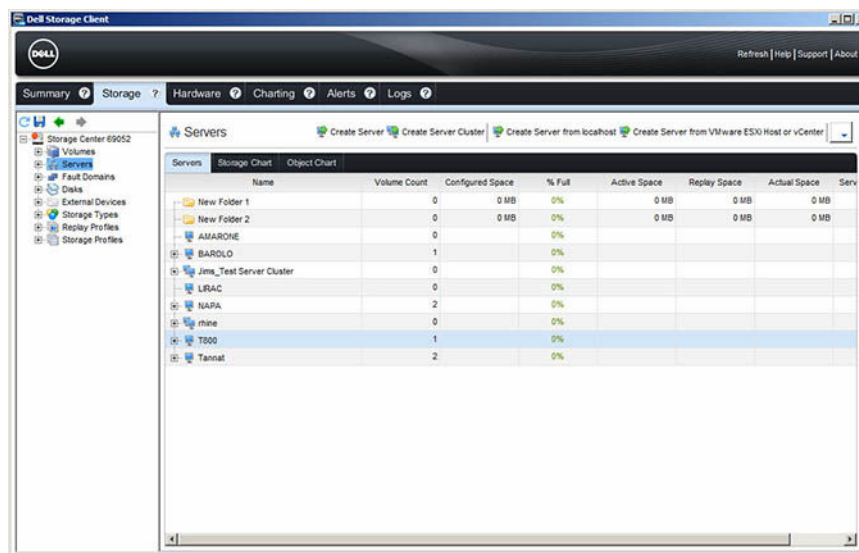 Dell Storage Client
DELL
Refresh | Help | Support | About
Summary ? Storage ? Hardware ? Charting ? Alerts ? Logs ?
Storage Center 69052
Volumes
Servers
Fault Domains
Disks
External Devices
Storage Types
Replay Profiles
Storage Profiles
Servers
Create Server Create Server Cluster | Create Server from localhost Create Server from VMware ESXi Host or vCenter
Servers Storage Chart Object Chart
Name Volume Count Configured Space % Full Active Space Replay Space Actual Space Serv
New Folder 1 0 0 MB 0% 0 MB 0 MB 0 MB
New Folder 2 0 0 MB 0% 0 MB 0 MB 0 MB
AMARONE 0 0%
BAROLO 1 0%
Jims_Test Server Cluster 0 0%
LIRAC 0 0%
NAPA 2 0%
rhine 0 0%
T800 1 0%
Tannat 2 0%